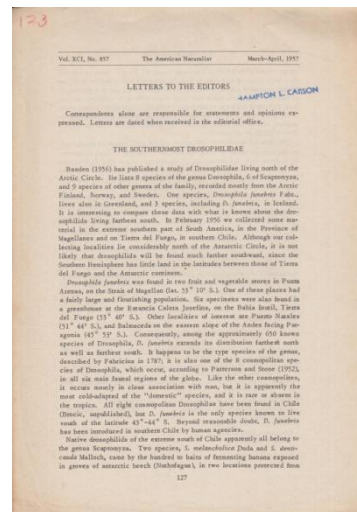 123
Vol. XCI, No. 857 The American Naturalist March-April, 1957
LETTERS TO THE EDITORS
HAMPTON L. CARSON
Correspondents alone are responsible for statements and opinions ex-
pressed. Letters are dated when received in the editorial office.
THE SOUTHERNMOST DROSOPHILIDAE
Basden (1956) has published a study of Drosophilidae living north of the
Arctic Circle. He lists 8 species of the genus Drosophila, 6 of Scaptomyza,
and 9 species of other genera of the family, recorded mostly from the Arctic
Finland, Norway, and Sweden. One species, Drosophila funebris Fabr.,
lives also in Greenland, and 3 species, including D. funebris, in Iceland.
It is interesting to compare these data with what is known about the dro-
sophilids living farthest south. In February 1956 we collected some ma-
terial in the extreme southern part of South America, in the Province of
Magellanes and on Tierra del Fuego, in southern Chile. Although our col-
lecting localities lie considerably north of the Antarctic Circle, it is not
likely that drosophilids will be found much farther southward, since the
Southern Hemisphere has little land in the latitudes between those of Tierra
del Fuego and the Antarctic continent.
Drosophila funebris was found in two fruit and vegetable stores in Punta
Arenas, on the Strait of Magellan (lat. 53° 10' S.). One of these places had
a fairly large and flourishing population. Six specimens were also found in
a greenhouse at the Estancia Calera Josefina, on the Bahia Inutil, Tierra
del Fuego (53° 40' S.). Other localities of interest are Puerto Natales
(51° 44' S.), and Balmaceda on the eastern slope of the Andes facing Pat-
agonia (45° 53' S.). Consequently, among the approximately 650 known
species of Drosophila, D. funebris extends its distribution farthest north
as well as farthest south. It happens to be the type species of the genus,
described by Fabricius in 1787; it is also one of the 8 cosmopolitan spe-
cies of Drosophila, which occur, according to Patterson and Stone (1952),
in all six main faunal regions of the globe. Like the other cosmopolites,
it occurs mostly in close association with man, but it is apparently the
most cold-adapted of the "domestic" species, and it is rare or absent in
the tropics. All eight cosmopolitan Drosophilae have been found in Chile
(Brncic, unpublished), but D. funebris is the only species known to live
south of the latitude 43°-44° S. Beyond reasonable doubt, D. funebris
has been introduced in southern Chile by human agencies.
Native drosophilids of the extreme south of Chile apparently all belong to
the genus Scaptomyza. Two species, S. melancholica Duda and S. denti-
cauda Malloch, came by the hundred to baits of fermenting banana exposed
in groves of antarctic beech (Nothofagus), in two locations protected from
127